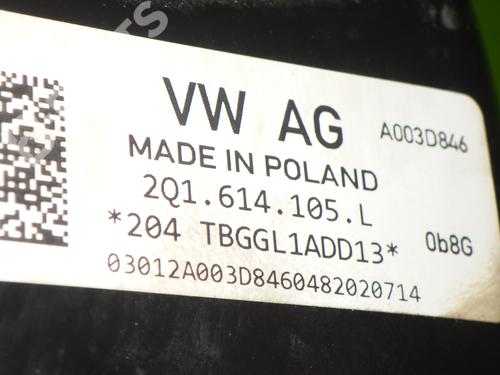 VW AG A003D846
MADE IN POLAND
2Q1.614.105.L
*204 TBGGL1ADD13* 0b8G
03012A003D8460482020714